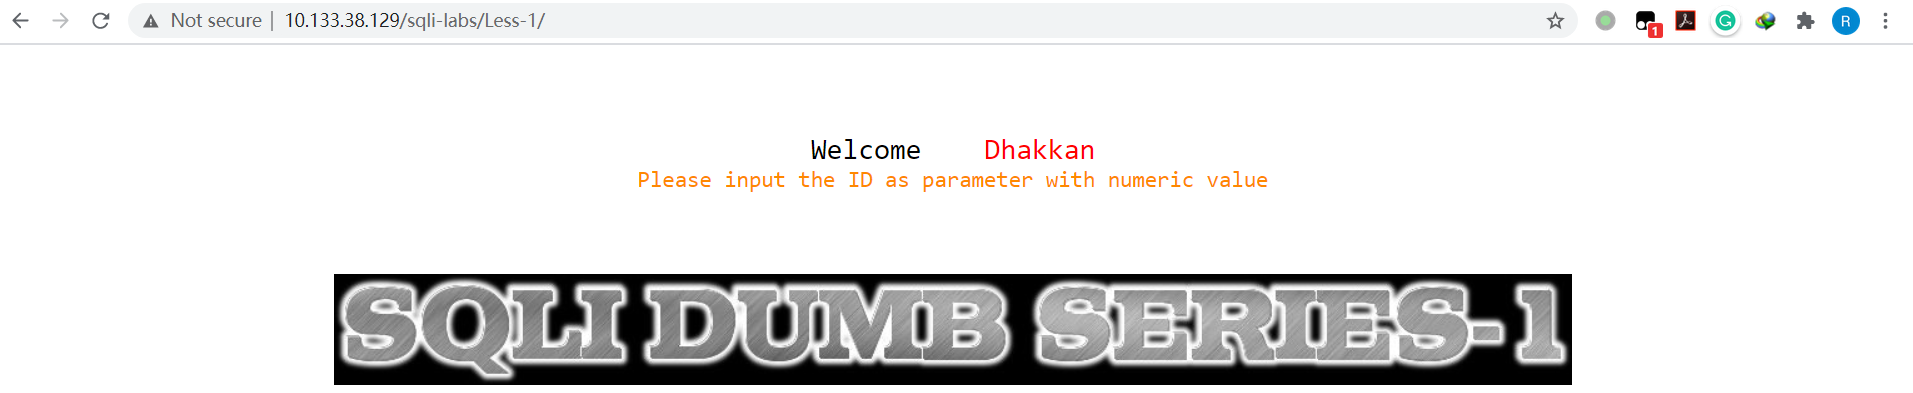 Not secure | 10.133.38.129/sqli-labs/Less-1/
1
R
Welcome Dhakkan
Please input the ID as parameter with numeric value
SQLI DUMB SERIES-1